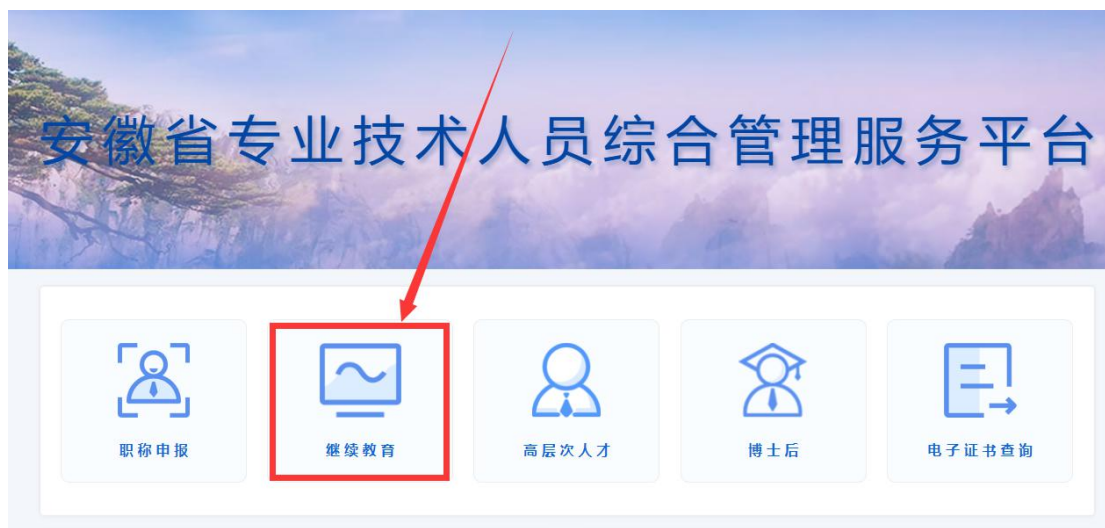 安徽省专业技术人员综合管理服务平台
职称申报
继续教育
高层次人才
博士后
电子证书查询